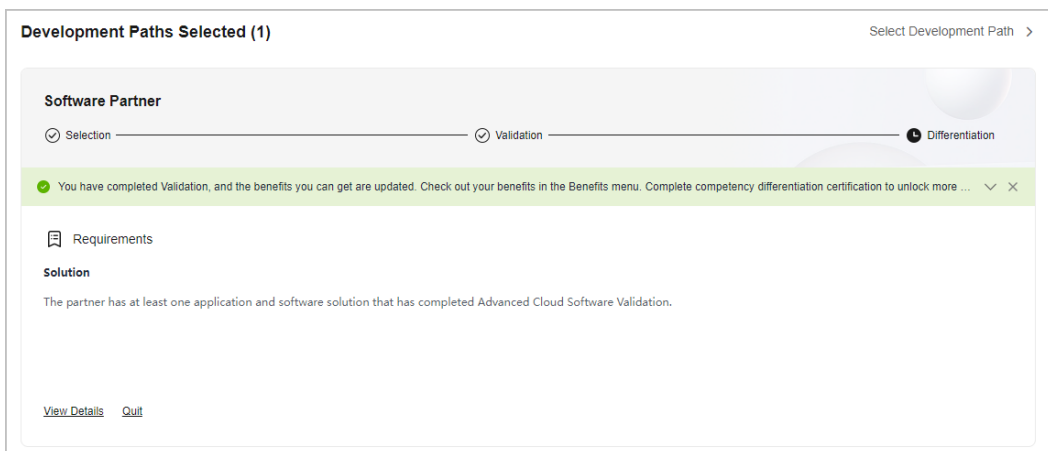 Development Paths Selected (1)
Select Development Path
Software Partner
Selection
Validation
Differentiation
You have completed Validation, and the benefits you can get are updated. Check out your benefits in the Benefits menu. Complete competency differentiation certification to unlock more ...
Requirements
Solution
The partner has at least one application and software solution that has completed Advanced Cloud Software Validation.
View Details Quit